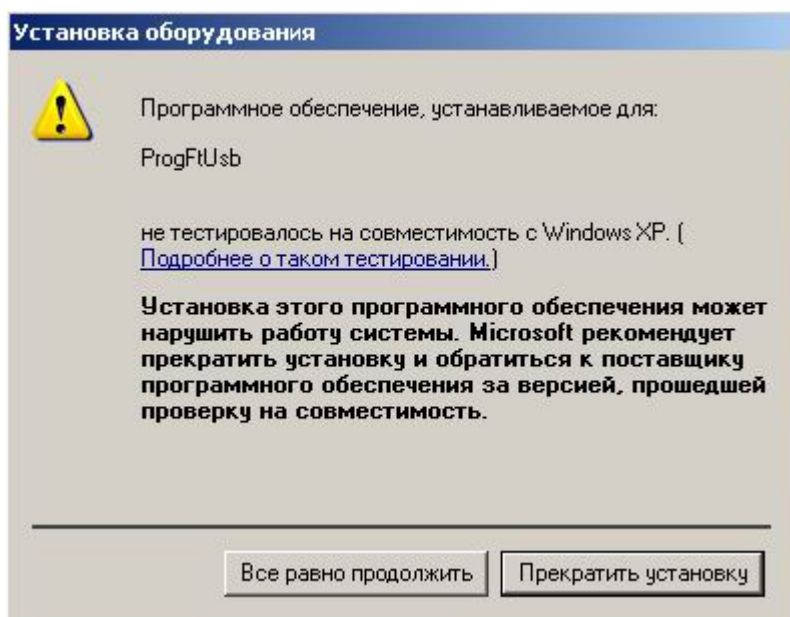 Установка оборудования
Программное обеспечение, устанавливаемое для:
ProgFtUsb
не тестировалось на совместимость с Windows XP. (
Подробнее о таком тестировании.)
Установка этого программного обеспечения может
нарушить работу системы. Microsoft рекомендует
прекратить установку и обратиться к поставщику
программного обеспечения за версией, прошедшей
проверку на совместимость.
Все равно продолжить
Прекратить установку